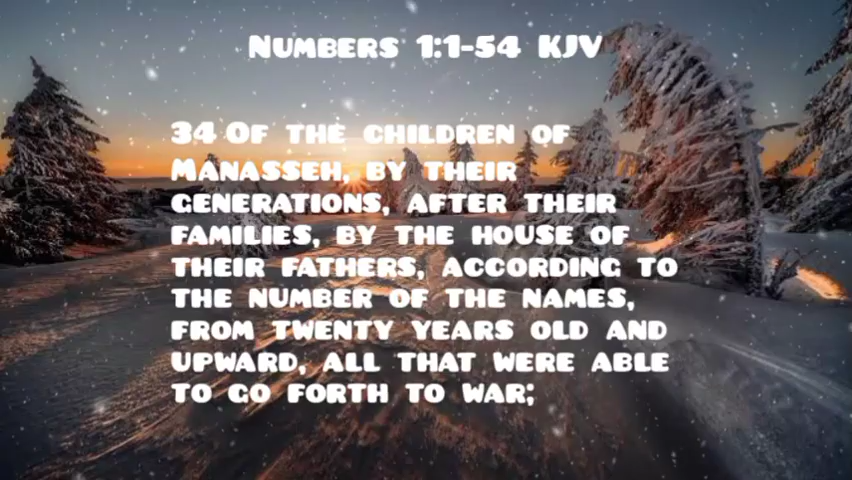 Numbers 1:1-54 KJV
34 Of the children of
Manasseh, by their
generations, after their
families, by the house of
their fathers, according to
the number of the names,
from twenty years old and
upward, all that were able
to go forth to war;